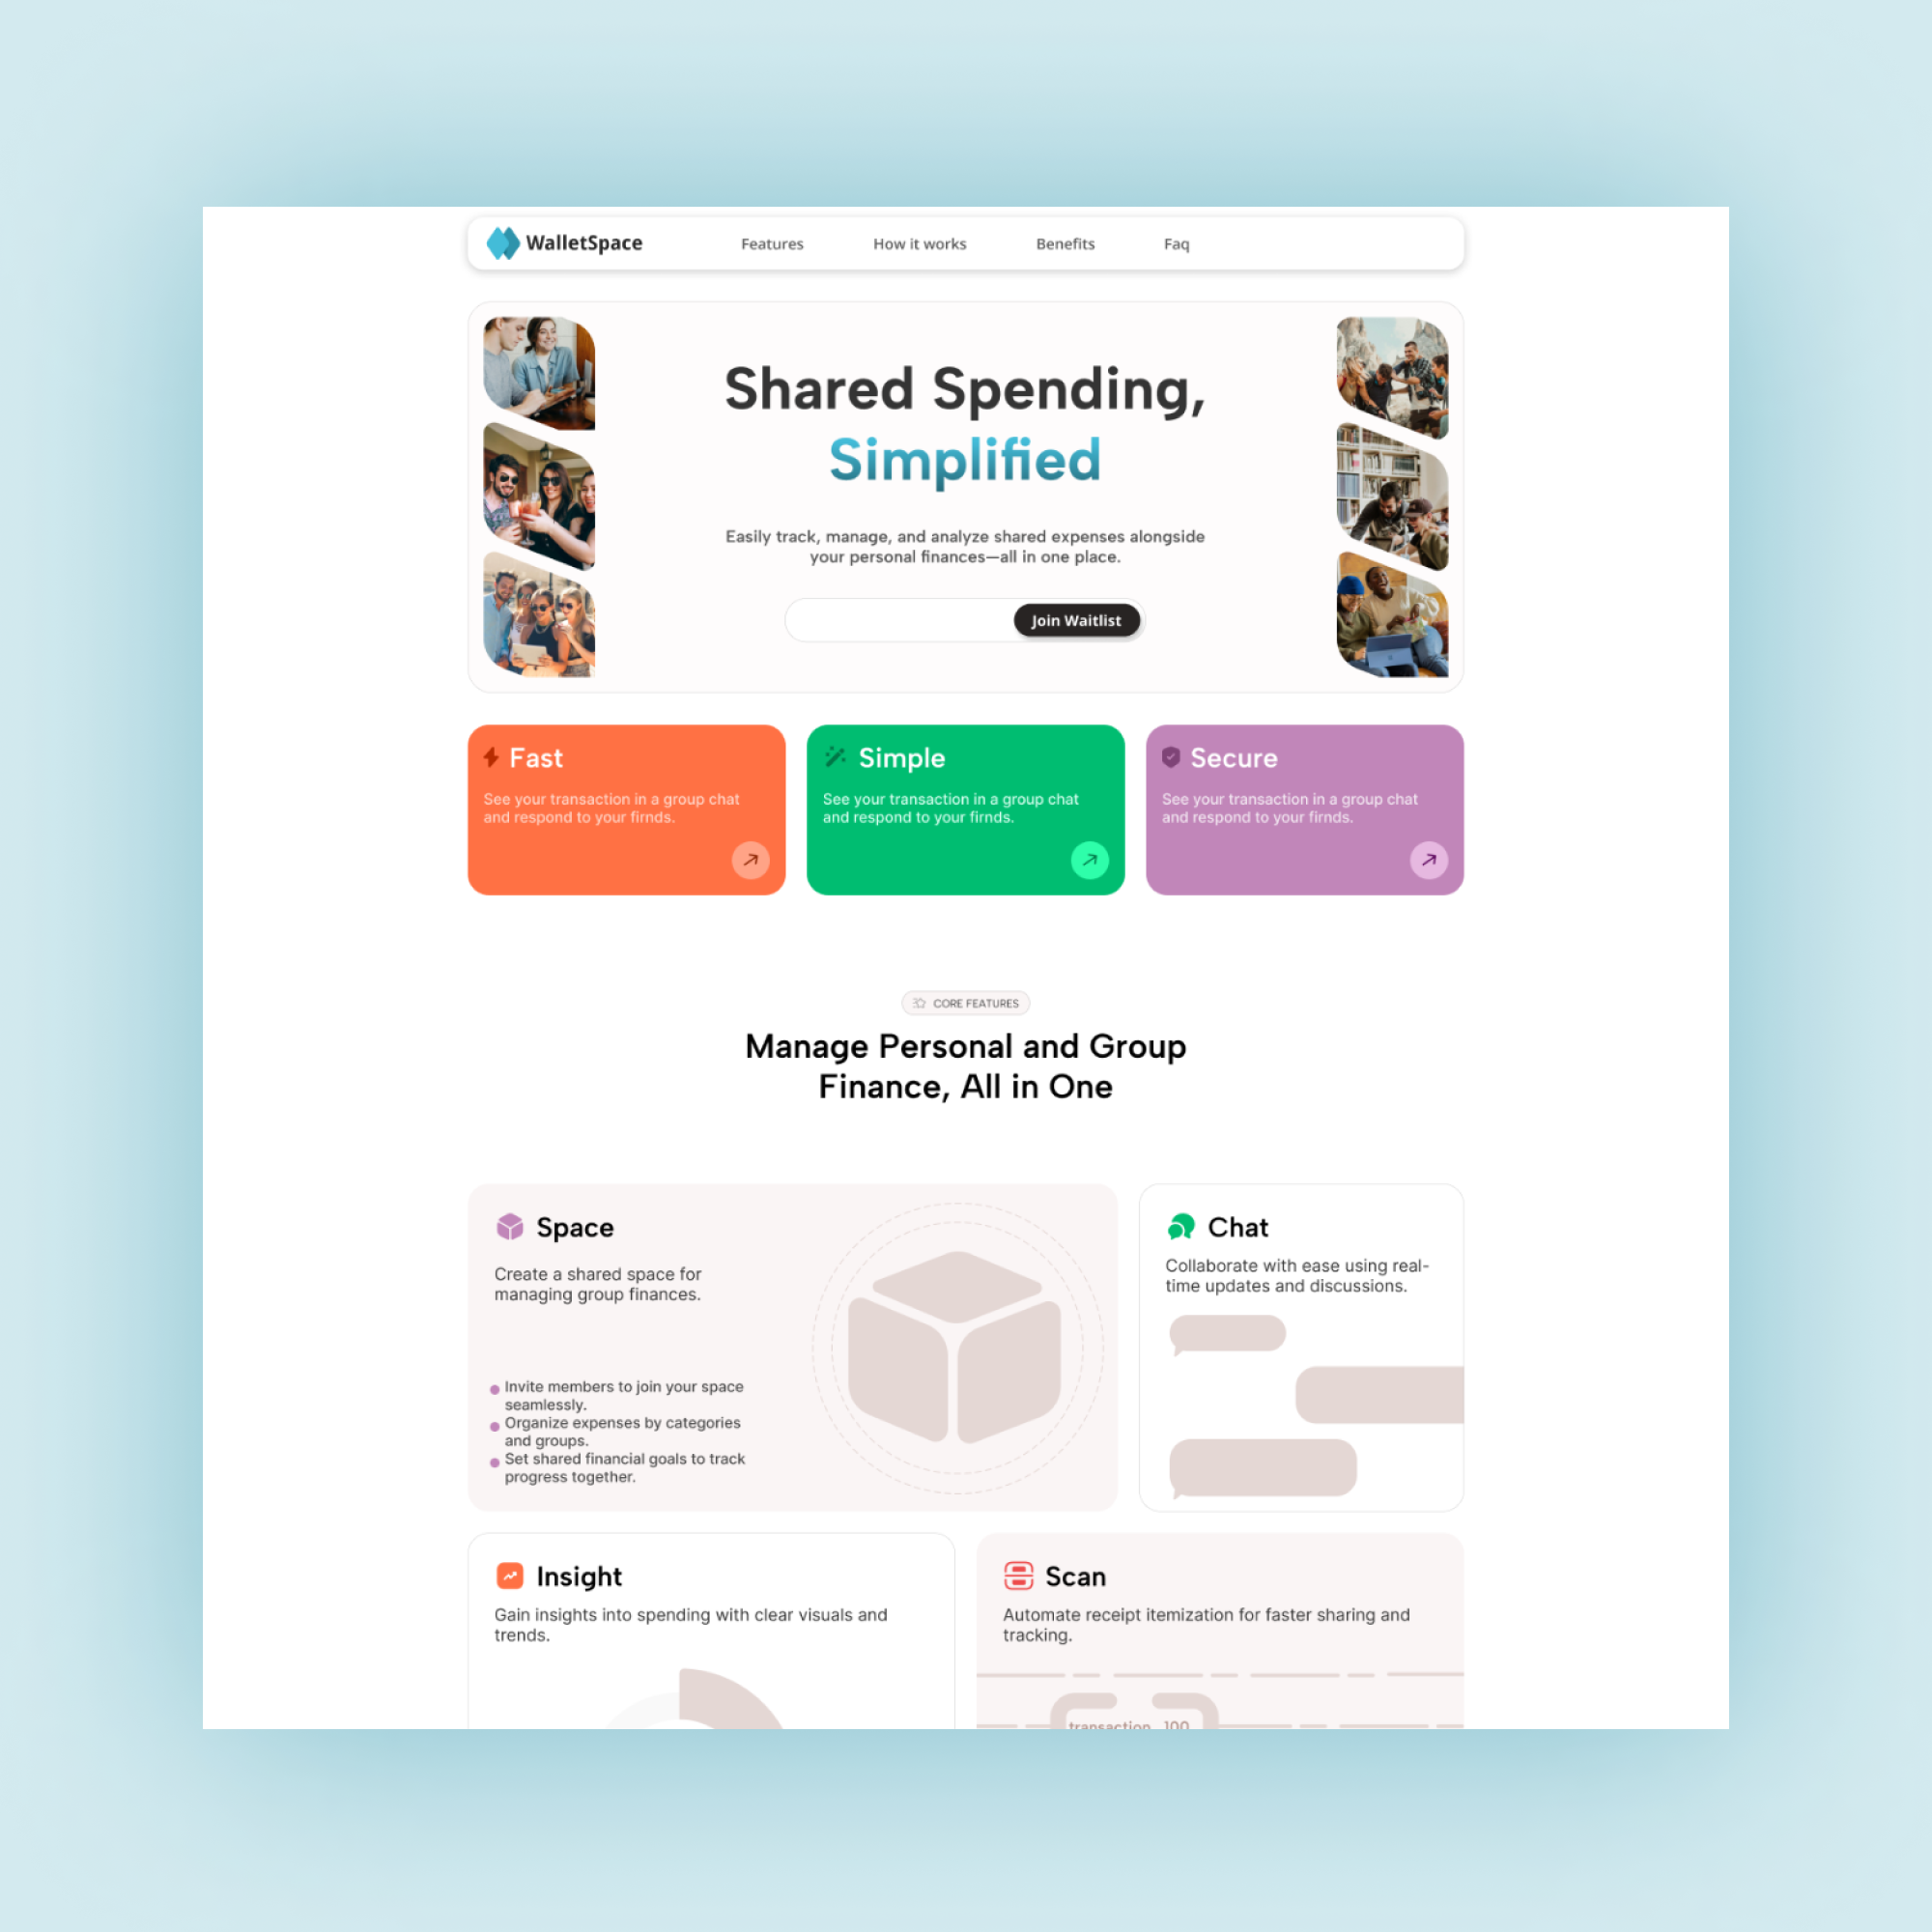 WalletSpace
Features
How it works
Benefits
Faq
Shared Spending,
Simplified
Easily track, manage, and analyze shared expenses alongside
your personal finances—all in one place.
Join Waitlist
Fast
See your transaction in a group chat
and respond to your firnds.
Simple
See your transaction in a group chat
and respond to your firnds.
Secure
See your transaction in a group chat
and respond to your firnds.
CORE FEATURES
Manage Personal and Group
Finance, All in One
Space
Create a shared space for
managing group finances.
Invite members to join your space
seamlessly.
Organize expenses by categories
and groups.
Set shared financial goals to track
progress together.
Chat
Collaborate with ease using real-
time updates and discussions.
Insight
Gain insights into spending with clear visuals and
trends.
Scan
Automate receipt itemization for faster sharing and
tracking.
transaction 100